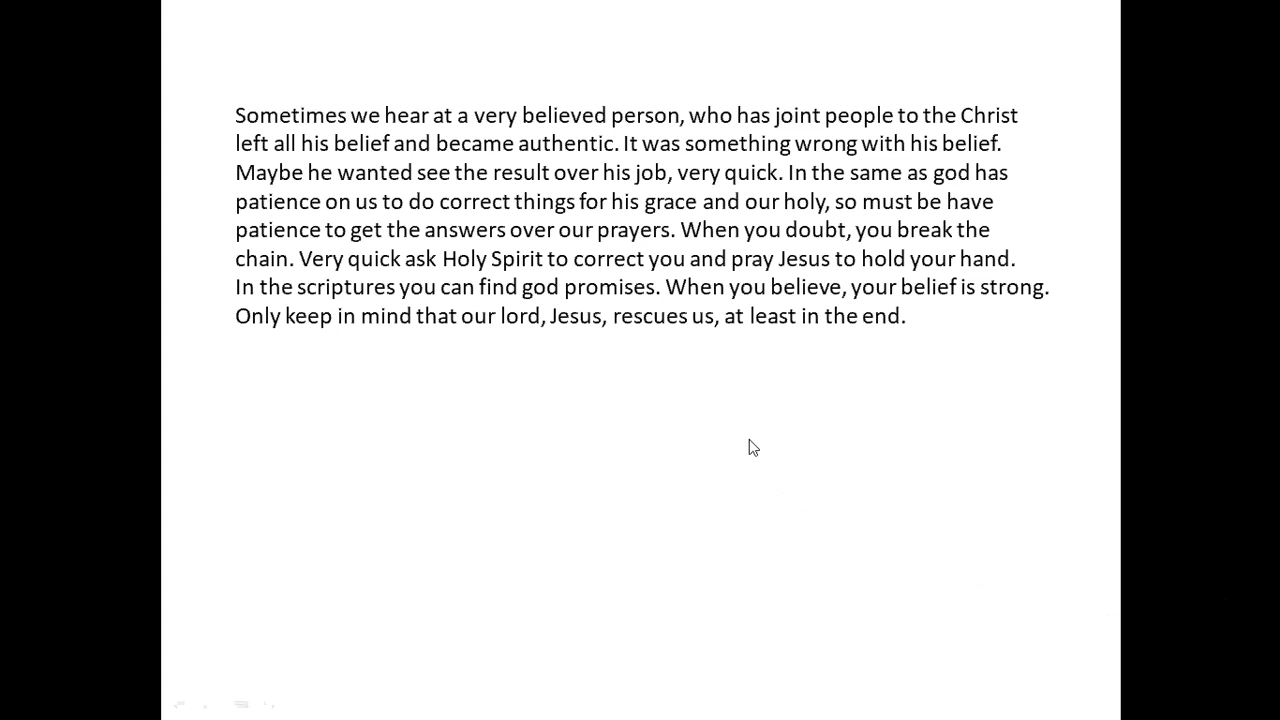 Sometimes we hear at a very believed person, who has joint people to the Christ
left all his belief and became authentic. It was something wrong with his belief.
Maybe he wanted see the result over his job, very quick. In the same as god has
patience on us to do correct things for his grace and our holy, so must be have
patience to get the answers over our prayers. When you doubt, you break the
chain. Very quick ask Holy Spirit to correct you and pray Jesus to hold your hand.
In the scriptures you can find god promises. When you believe, your belief is strong.
Only keep in mind that our lord, Jesus, rescues us, at least in the end.